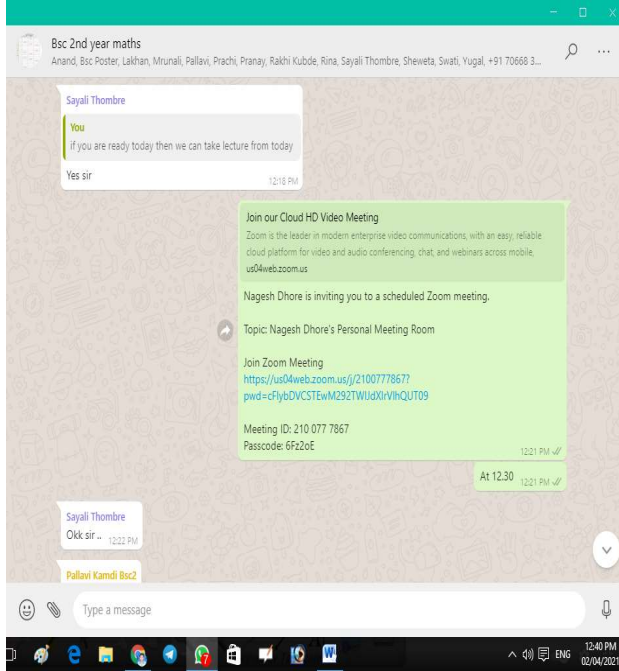 Bsc 2nd year maths
Anand, Bsc Poster, Lakhan, Mrunali, Pallavi, Prachi, Pranay, Rakhi Kubde, Rina, Sayali Thombre, Sheweta, Swati, Yugal, +91 70668 3...
Sayali Thombre
You
if you are ready today then we can take lecture from today
Yes sir
12:18 PM
Join our Cloud HD Video Meeting
Zoom is the leader in modern enterprise video communications, with an easy, reliable
cloud platform for video and audio conferencing, chat, and webinars across mobile,
us04web.zoom.us
Nagesh Dhore is inviting you to a scheduled Zoom meeting.
Topic: Nagesh Dhore's Personal Meeting Room
Join Zoom Meeting
https://us04web.zoom.us/j/2100777867?
pwd=cFlybDVCSTEwM292TWlJdXlrVlhQUT09
Meeting ID: 210 077 7867
Passcode: 6Fz2oE
12:21 PM
At 12.30
12:21 PM
Sayali Thombre
Okk sir ..
12:22 PM
Pallavi Kamdi Bsc2
Type a message
7
W
ENG
12:40 PM
02/04/2021